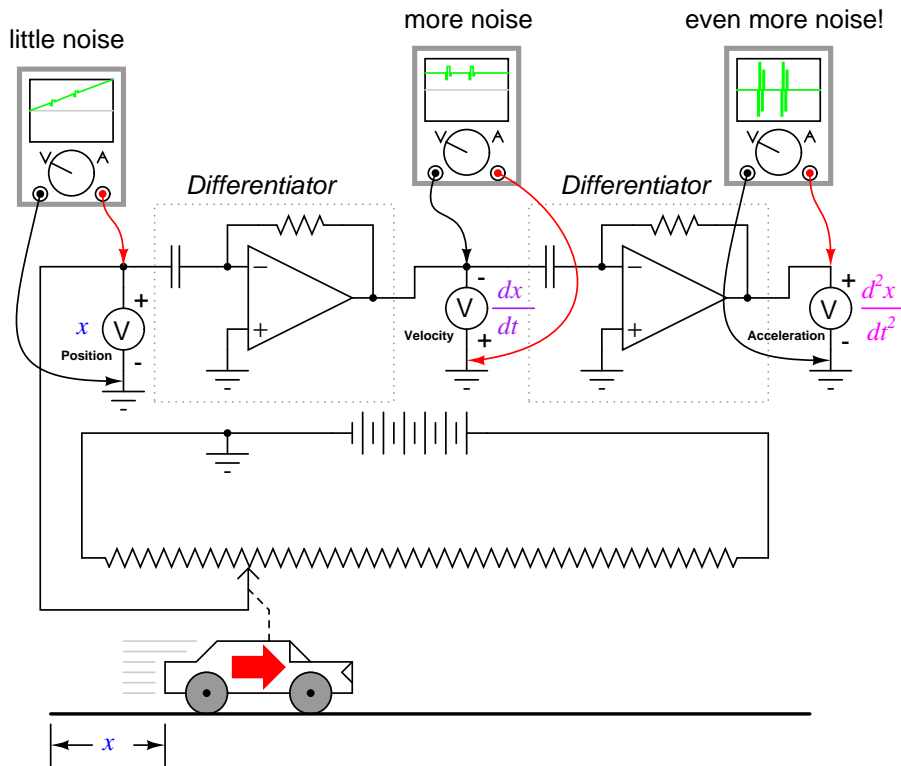 little noise
more noise
even more noise!
V A
V A
V A
Differentiator
Differentiator
−
+
−
+
+
x
V
Position
-
-
V
dx
dt
Velocity
+
+
V
d²x
dt²
Acceleration
-
x